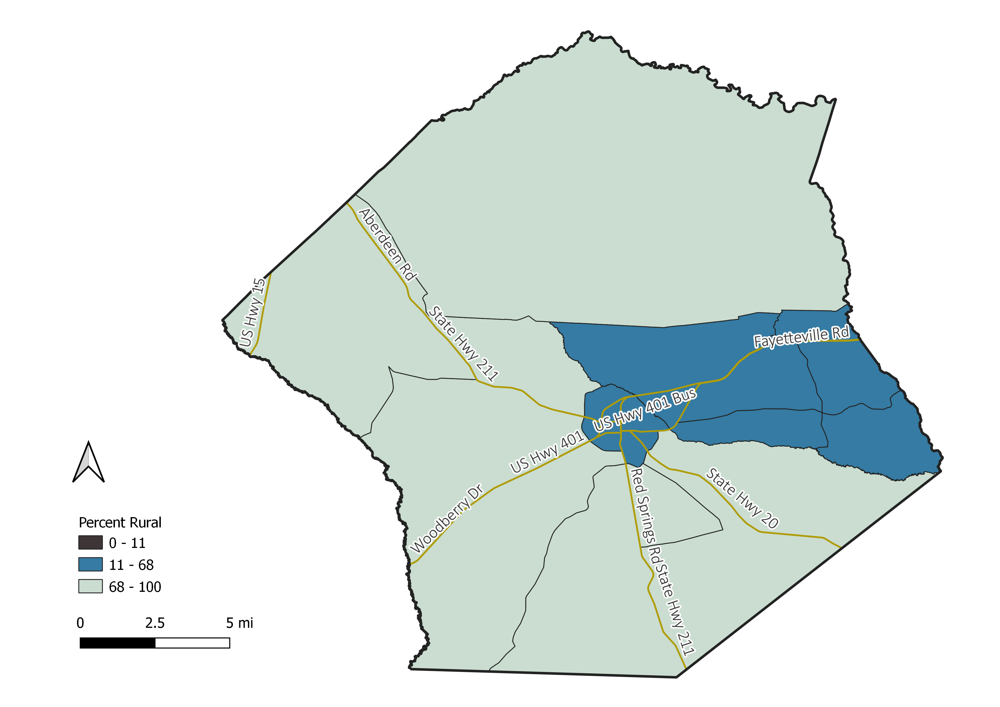 Aberdeen Rd
US Hwy 15
State Hwy 211
Fayetteville Rd
US Hwy 401 Bus
US Hwy 401
Woodberry Dr
Red Springs Rd
State Hwy 20
State Hwy 211
Percent Rural
0 - 11
11 - 68
68 - 100
0 2.5 5 mi